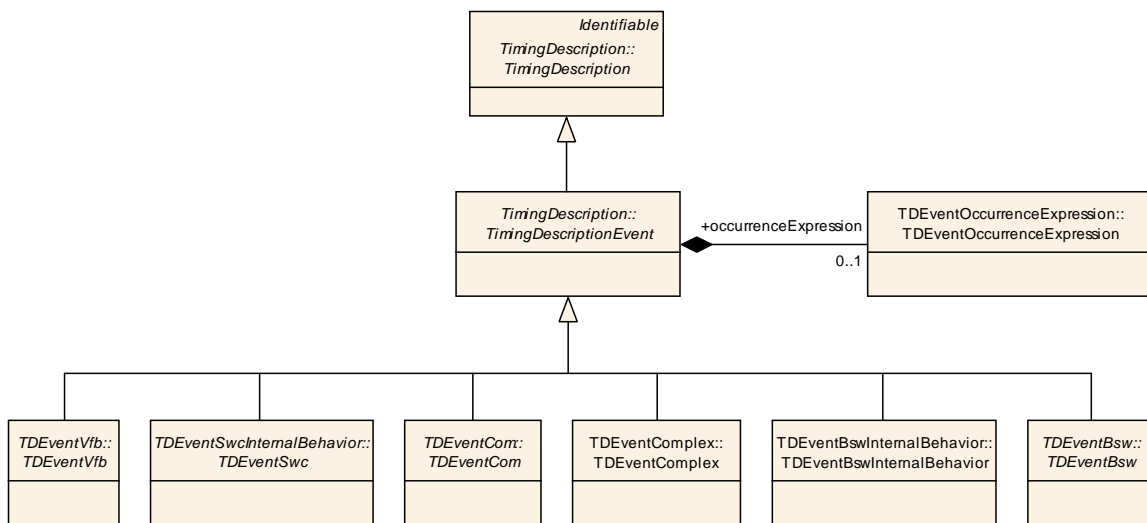 Identifiable
TimingDescription::
TimingDescription
TimingDescription::
TimingDescriptionEvent
+occurrenceExpression
0..1
TDEventOccurrenceExpression::
TDEventOccurrenceExpression
TDEventVfb::
TDEventVfb
TDEventSwcInternalBehavior::
TDEventSwc
TDEventCom::
TDEventCom
TDEventComplex::
TDEventComplex
TDEventBswInternalBehavior::
TDEventBswInternalBehavior
TDEventBsw::
TDEventBsw